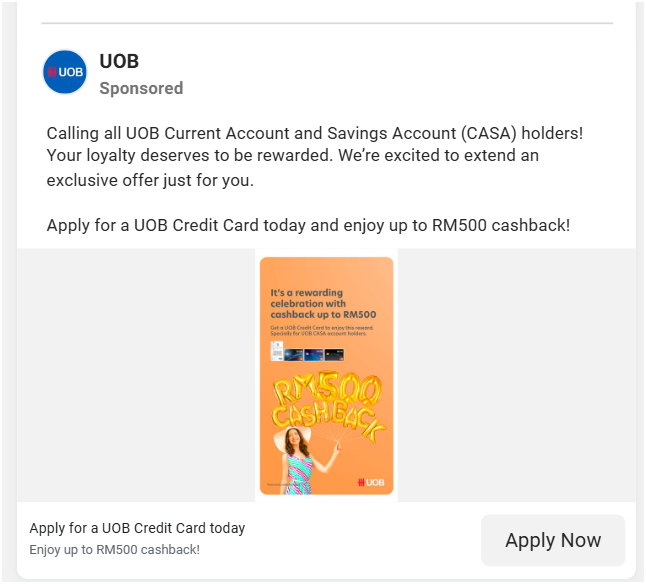 UOB
UOB
Sponsored
Calling all UOB Current Account and Savings Account (CASA) holders!
Your loyalty deserves to be rewarded. We’re excited to extend an
exclusive offer just for you.
Apply for a UOB Credit Card today and enjoy up to RM500 cashback!
It's a rewarding
celebration with
cashback up to RM500
Get a UOB Credit Card to enjoy this reward.
Specially for UOB CASA account holders.
RM500
CASHBACK
UOB
Apply for a UOB Credit Card today
Enjoy up to RM500 cashback!
Apply Now